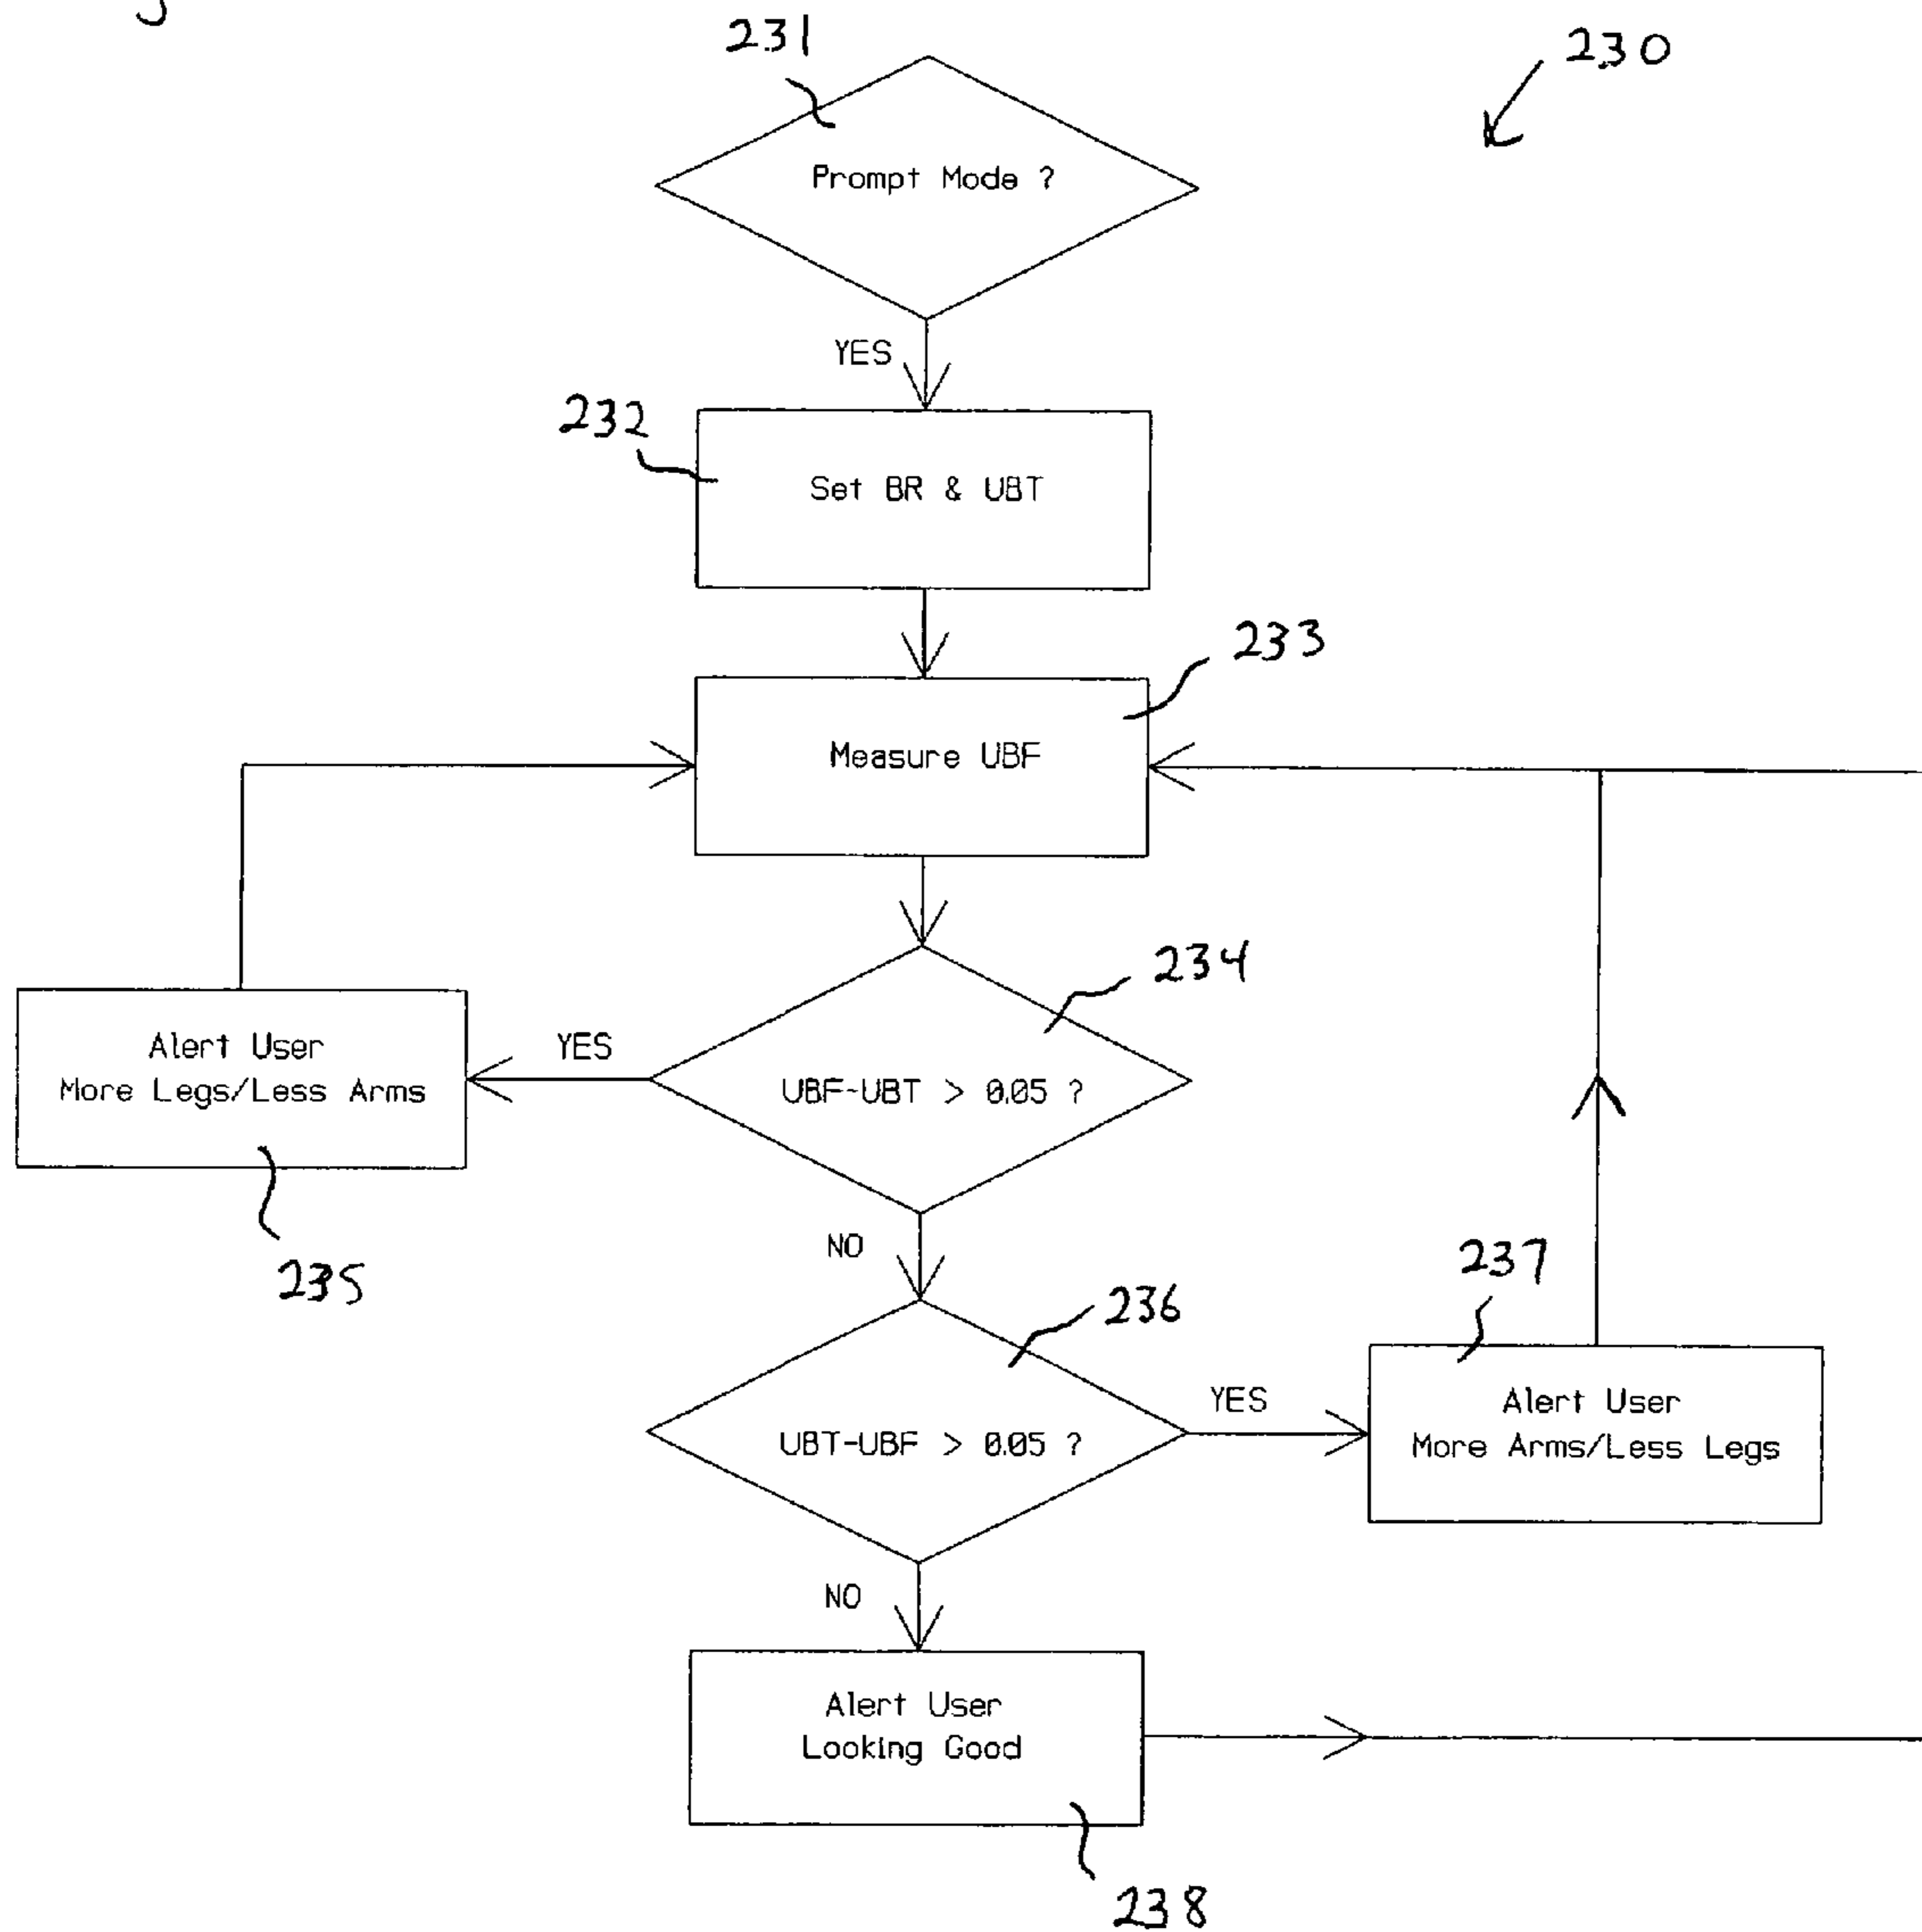 231
230
Prompt Mode ?
YES
232
Set BR & UBT
233
Measure UBF
234
Alert User
More Legs/Less Arms
YES
UBF-UBT > 0.05 ?
235
NO
237
236
UBT-UBF > 0.05 ?
YES
Alert User
More Arms/Less Legs
NO
Alert User
Looking Good
238